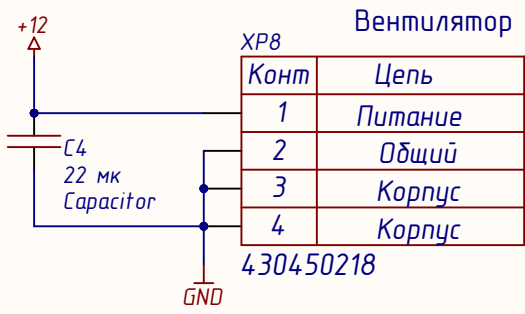 +12
Вентилятор
XP8
Конт Цепь
1 Питание
2 Общий
3 Корпус
4 Корпус
C4
22 мк
Capacitor
430450218
GND